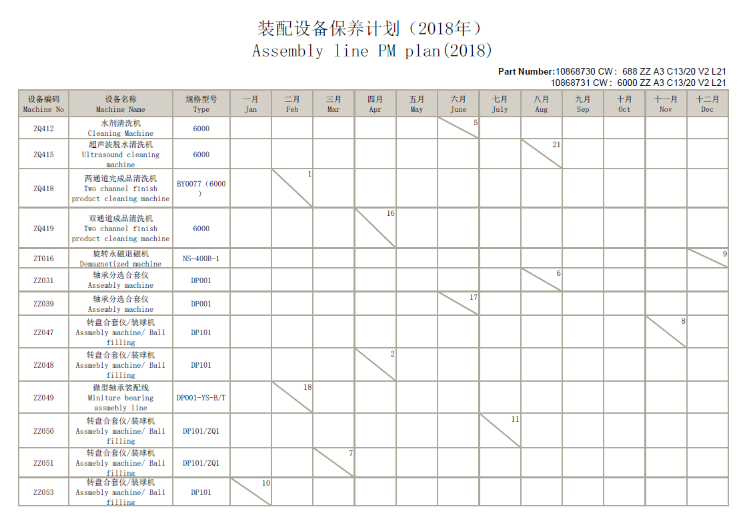 装配设备保养计划（2018年）
Assembly line PM plan(2018)
Part Number:10868730 CW：688 ZZ A3 C13/20 V2 L21
10868731 CW：6000 ZZ A3 C13/20 V2 L21
设备编码 设备名称 规格型号 一月 二月 三月 四月 五月 六月 七月 八月 九月 十月 十一月 十二月
Machine No Machine Name Type Jan Feb Mar Apr May June July Aug Sep Oct Nov Dec
ZQ412 水剂清洗机 6000 5
Cleaning Machine
ZQ415 超声波脱水清洗机 6000 21
Ultrasound cleaning
machine
ZQ418 两通道完成品清洗机 BY0077（6000 1
Two channel finish ）
product cleaning machine
ZQ419 双通道成品清洗机 6000 16
Two channel finish
product cleaning machine
ZT016 旋转永磁退磁机 NS-400B-1 9
Demagnetized machine
ZZ031 轴承分选合套仪 DP001 6
Assembly machine
ZZ039 轴承分选合套仪 DP001 17
Assembly machine
ZZ047 转盘合套仪/装球机 DP101 8
Assmebly machine/ Ball
filling
ZZ048 转盘合套仪/装球机 DP101 2
Assmebly machine/ Ball
filling
ZZ049 微型轴承装配线 DP001-YS-B/T 18
Miniture bearing
assmebly line
ZZ050 转盘合套仪/装球机 DP101/ZQ1 11
Assmebly machine/ Ball
filling
ZZ051 转盘合套仪/装球机 DP101/ZQ1 7
Assmebly machine/ Ball
filling
ZZ053 转盘合套仪/装球机 DP101 10
Assmebly machine/ Ball
filling